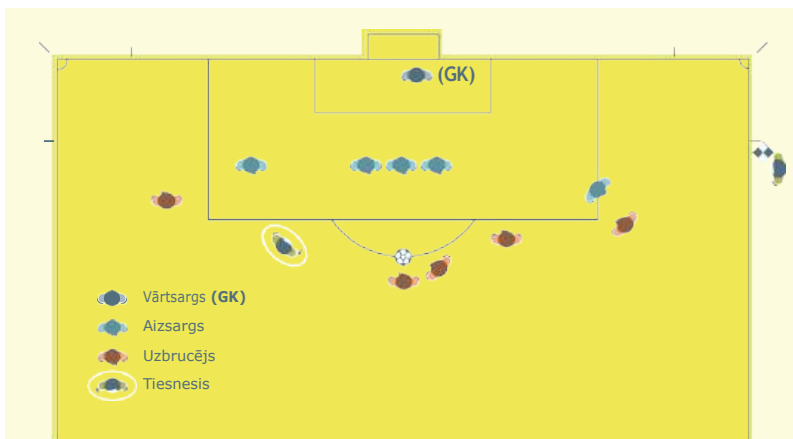 (GK)
Vārtsargs (GK)
Aizsargs
Uzbrucējs
Tiesnesis